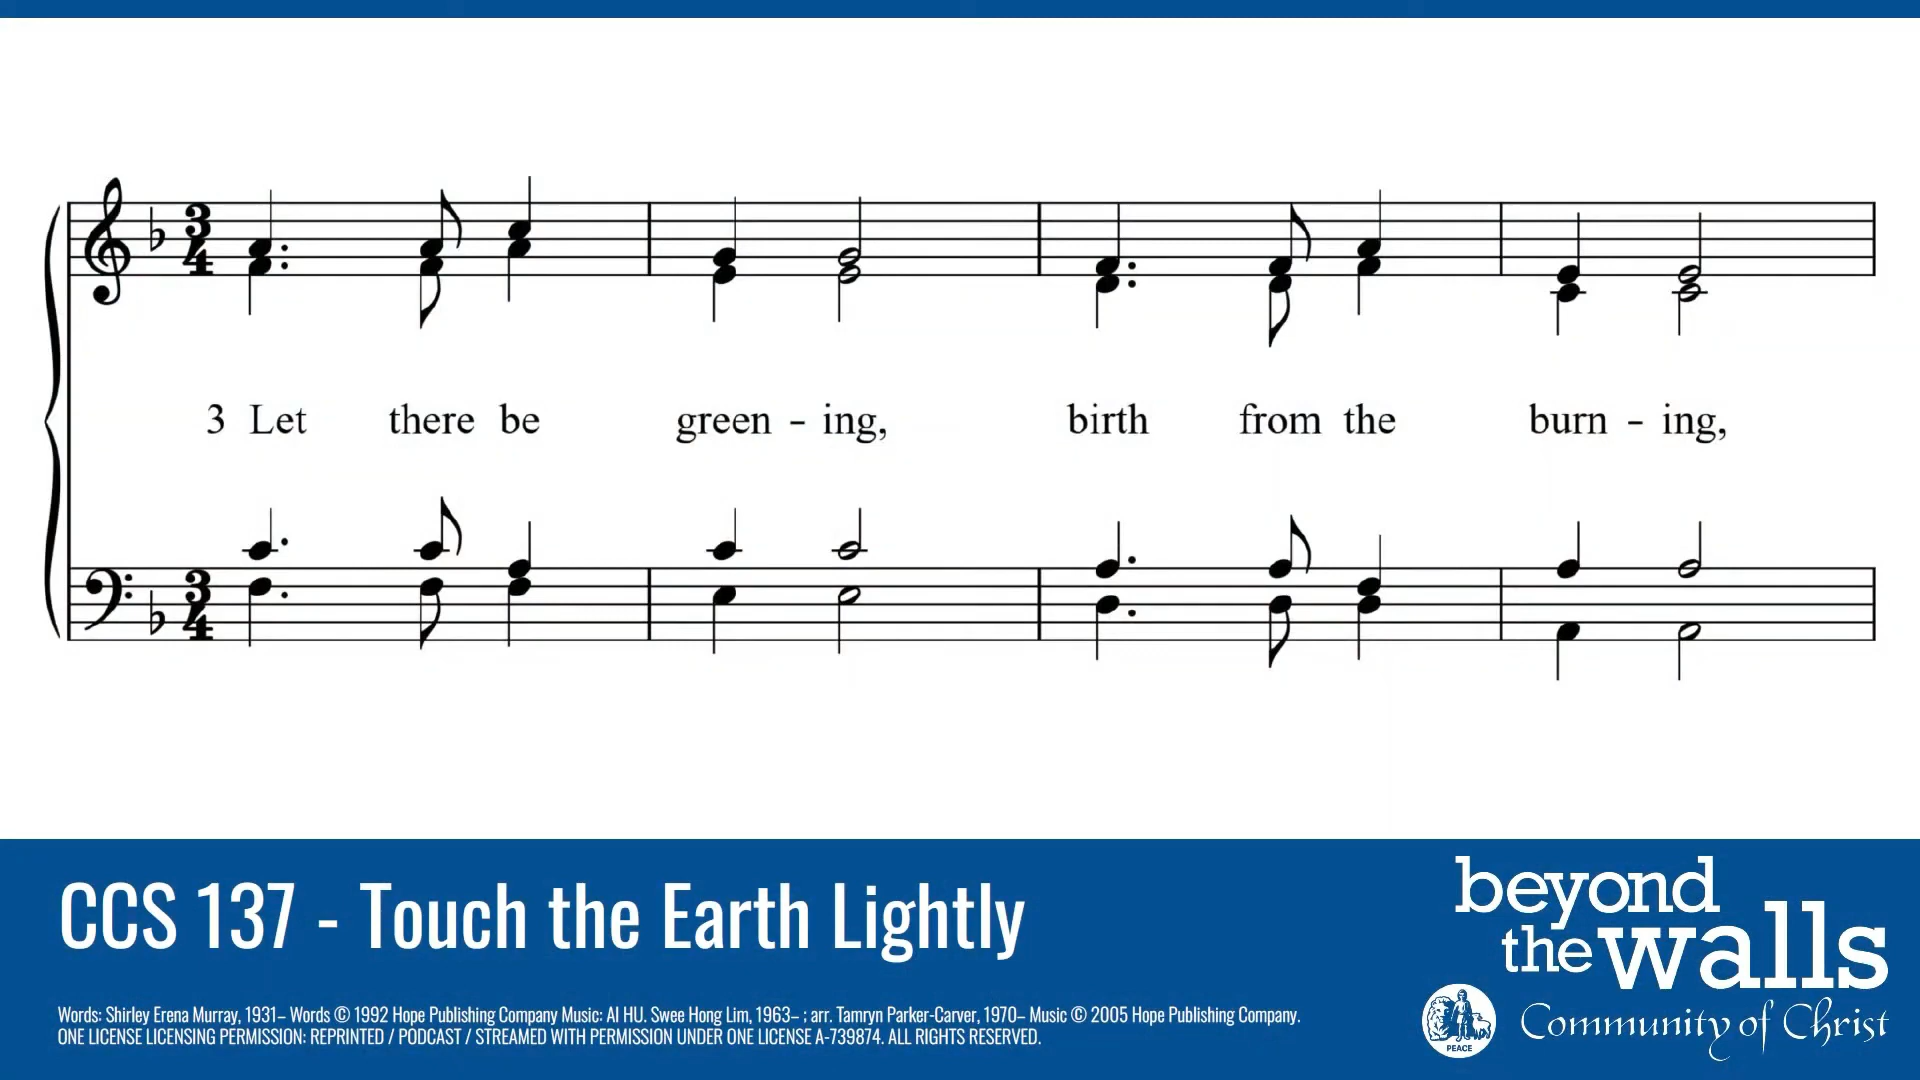 3 Let there be green - ing, birth from the burn - ing,
CCS 137 - Touch the Earth Lightly
Words: Shirley Erena Murray, 1931– Words © 1992 Hope Publishing Company Music: AI HU. Swee Hong Lim, 1963– ; arr. Tamryn Parker-Carver, 1970– Music © 2005 Hope Publishing Company.
ONE LICENSE LICENSING PERMISSION: REPRINTED / PODCAST / STREAMED WITH PERMISSION UNDER ONE LICENSE A-739874. ALL RIGHTS RESERVED.
beyond
the walls
Community of Christ
PEACE